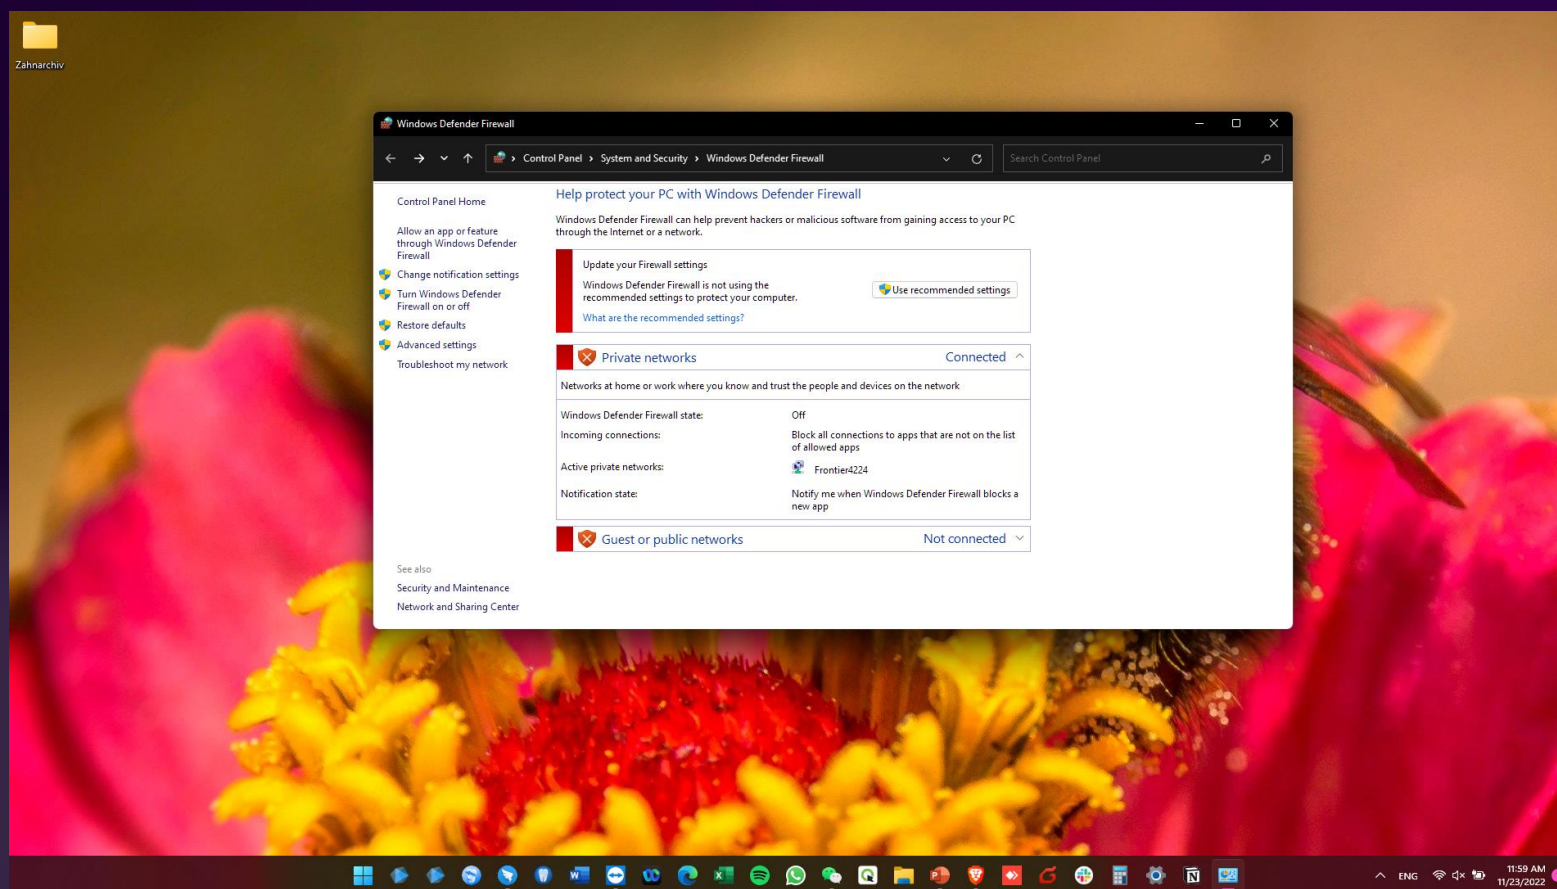 Zahnarchiv
Windows Defender Firewall
Control Panel > System and Security > Windows Defender Firewall
Search Control Panel
Control Panel Home
Allow an app or feature
through Windows Defender
Firewall
Change notification settings
Turn Windows Defender
Firewall on or off
Restore defaults
Advanced settings
Troubleshoot my network
See also
Security and Maintenance
Network and Sharing Center
Help protect your PC with Windows Defender Firewall
Windows Defender Firewall can help prevent hackers or malicious software from gaining access to your PC
through the Internet or a network.
Update your Firewall settings
Windows Defender Firewall is not using the
recommended settings to protect your computer.
Use recommended settings
What are the recommended settings?
Private networks Connected
Networks at home or work where you know and trust the people and devices on the network
Windows Defender Firewall state: Off
Incoming connections: Block all connections to apps that are not on the list
of allowed apps
Active private networks: Frontier4224
Notification state: Notify me when Windows Defender Firewall blocks a
new app
Guest or public networks Not connected
ENG
11:59 AM
11/23/2022